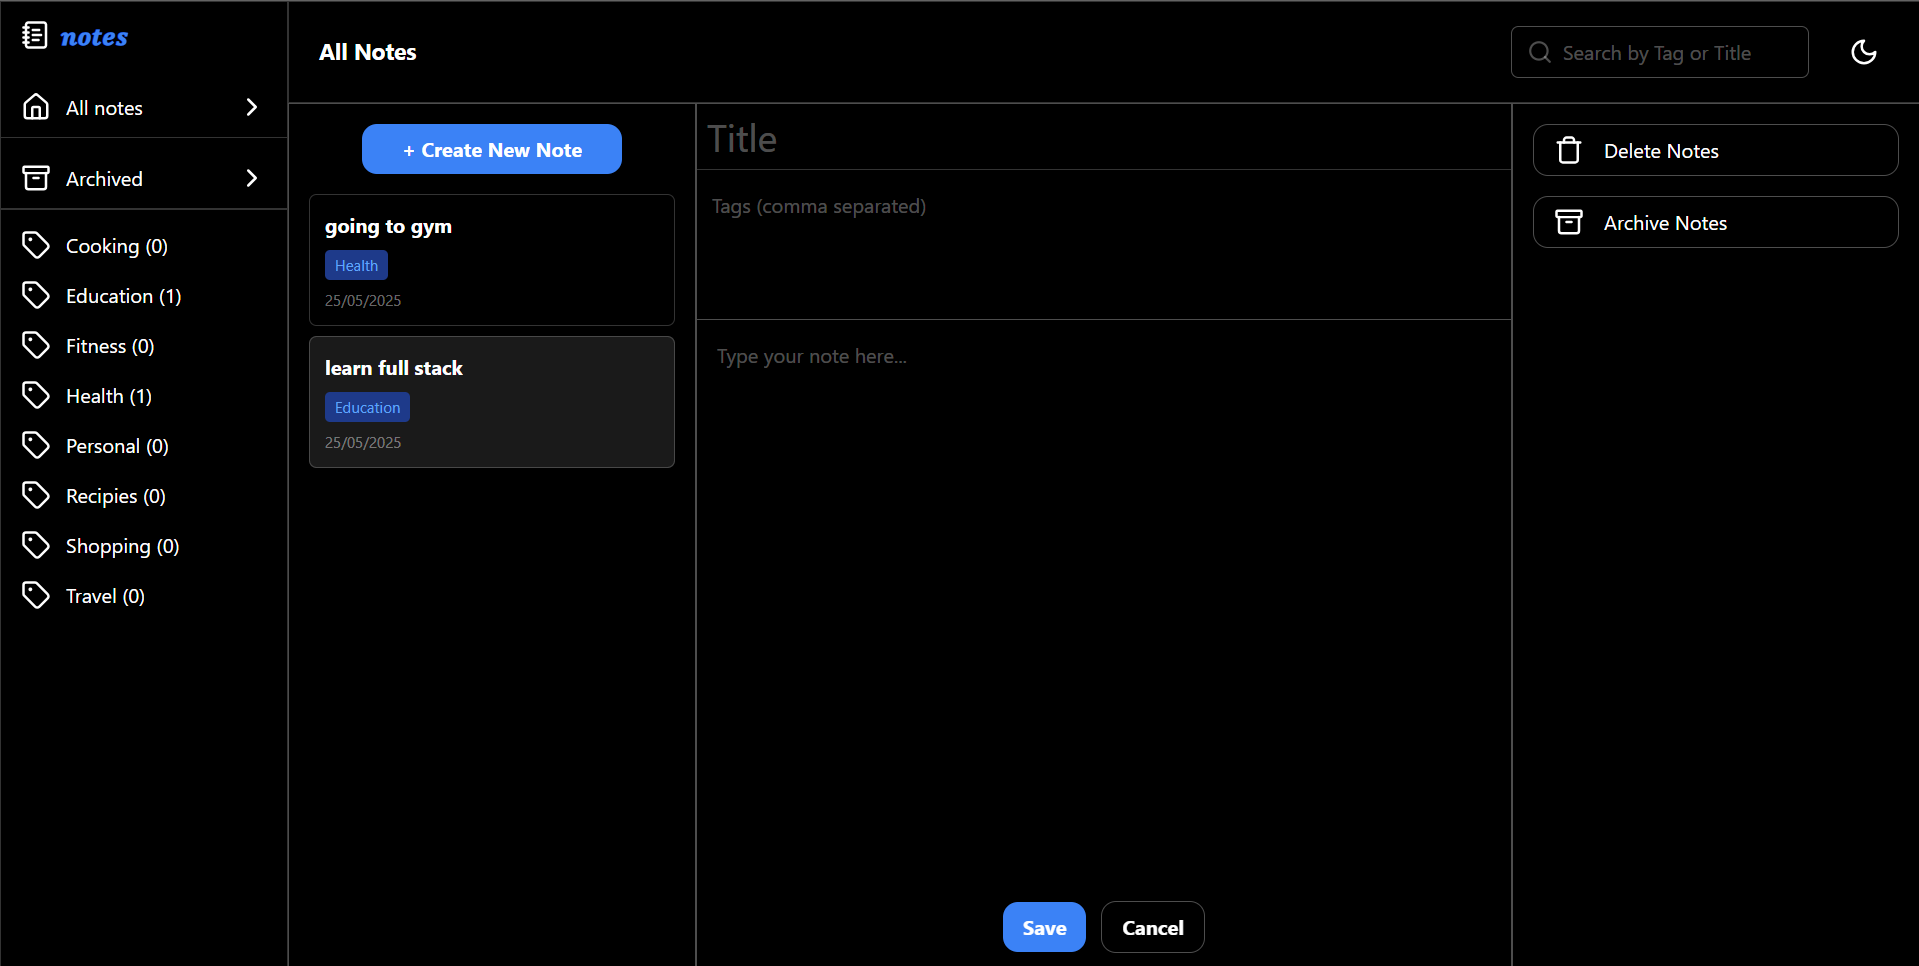 notes
All notes
Archived
Cooking (0)
Education (1)
Fitness (0)
Health (1)
Personal (0)
Recipies (0)
Shopping (0)
Travel (0)
All Notes
Search by Tag or Title
+ Create New Note
going to gym
Health
25/05/2025
learn full stack
Education
25/05/2025
Title
Tags (comma separated)
Type your note here...
Save
Cancel
Delete Notes
Archive Notes